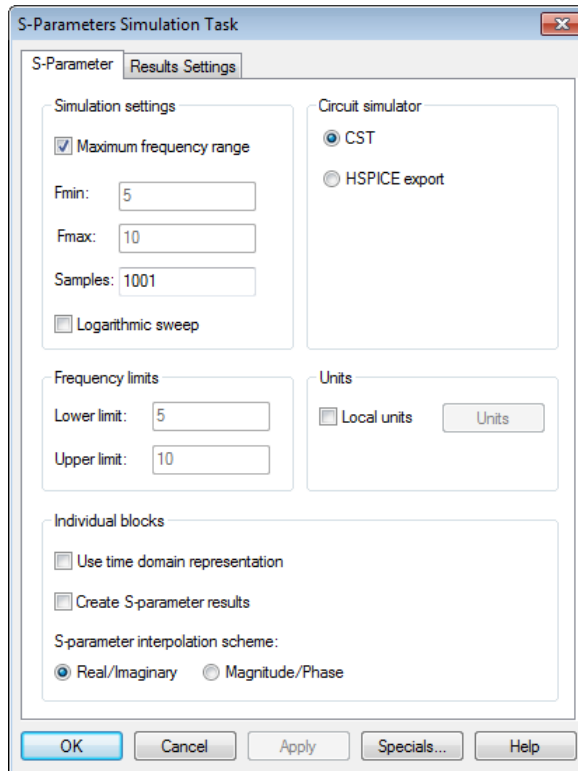 S-Parameters Simulation Task
S-Parameter Results Settings
Simulation settings
Maximum frequency range
Fmin: 5
Fmax: 10
Samples: 1001
Logarithmic sweep
Circuit simulator
CST
HSPICE export
Frequency limits
Lower limit: 5
Upper limit: 10
Units
Local units Units
Individual blocks
Use time domain representation
Create S-parameter results
S-parameter interpolation scheme:
Real/Imaginary Magnitude/Phase
OK Cancel Apply Specials... Help